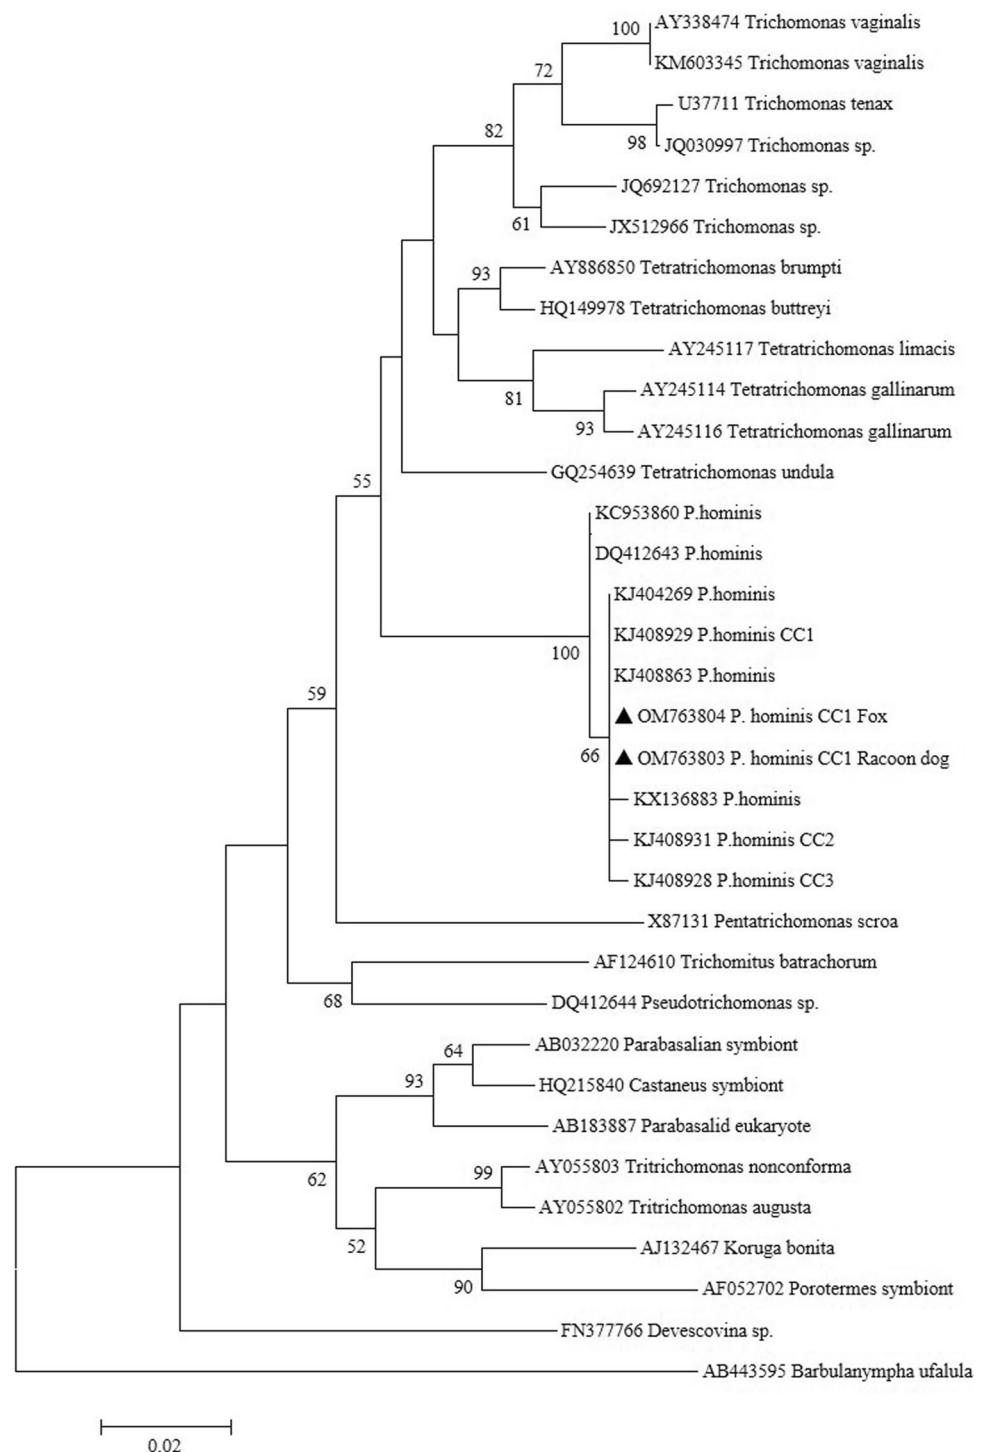 AY338474 Trichomonas vaginalis
100
KM603345 Trichomonas vaginalis
72
U37711 Trichomonas tenax
82
98
JQ030997 Trichomonas sp.
JQ692127 Trichomonas sp.
61
JX512966 Trichomonas sp.
93
AY886850 Tetratrichomonas brumpti
HQ149978 Tetratrichomonas buttreyi
AY245117 Tetratrichomonas limacis
81
AY245114 Tetratrichomonas gallinarum
93
AY245116 Tetratrichomonas gallinarum
GQ254639 Tetratrichomonas undula
55
KC953860 P.hominis
DQ412643 P.hominis
KJ404269 P.hominis
KJ408929 P.hominis CC1
100
KJ408863 P.hominis
59
OM763804 P. hominis CC1 Fox
66
OM763803 P. hominis CC1 Racoon dog
KX136883 P.hominis
KJ408931 P.hominis CC2
KJ408928 P.hominis CC3
X87131 Pentatrichomonas scroa
AF124610 Trichomitus batrachorum
68
DQ412644 Pseudotrichomonas sp.
64
AB032220 Parabasalian symbiont
93
HQ215840 Castaneus symbiont
AB183887 Parabasalid eukaryote
62
99
AY055803 Tritrichomonas nonconforma
AY055802 Tritrichomonas augusta
52
AJ132467 Koruga bonita
90
AF052702 Porotermes symbiont
FN377766 Devescovina sp.
AB443595 Barbulanympha ufalula
0.02